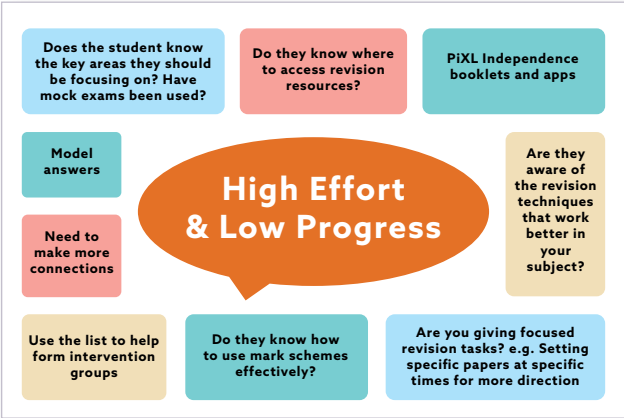 Does the student know
the key areas they should
be focusing on? Have
mock exams been used?
Do they know where
to access revision
resources?
PiXL Independence
booklets and apps
Model
answers
High Effort
& Low Progress
Are they
aware of
the revision
techniques
that work
better in
your
subject?
Need to
make more
connections
Use the list to help
form intervention
groups
Do they know how
to use mark schemes
effectively?
Are you giving focused
revision tasks? e.g. Setting
specific papers at specific
times for more direction